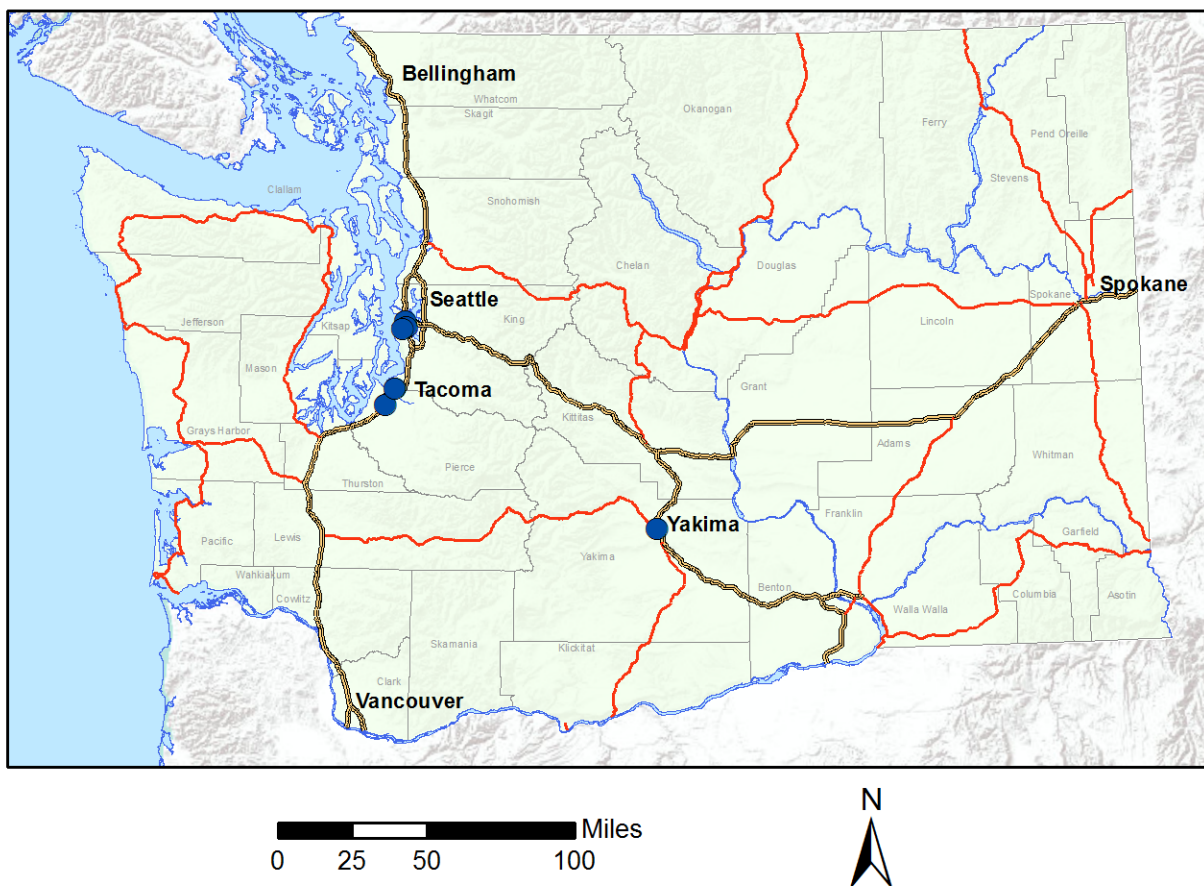 Bellingham
Whatcom
Skagit
Okanogan
Ferry
Pend Oreille
Stevens
Clallam
Snohomish
Chelan
Douglas
Seattle
Spokane
Spokane
Jefferson
Kitsap
King
Lincoln
Mason
Tacoma
Grant
Kittitas
Grays Harbor
Adams
Whitman
Pierce
Thurston
Franklin
Yakima
Garfield
Pacific
Lewis
Yakima
Wahkiakum
Benton
Columbia
Asotin
Cowlitz
Walla Walla
Skamania
Klickitat
Clark
Vancouver
N
Miles
0 25 50 100